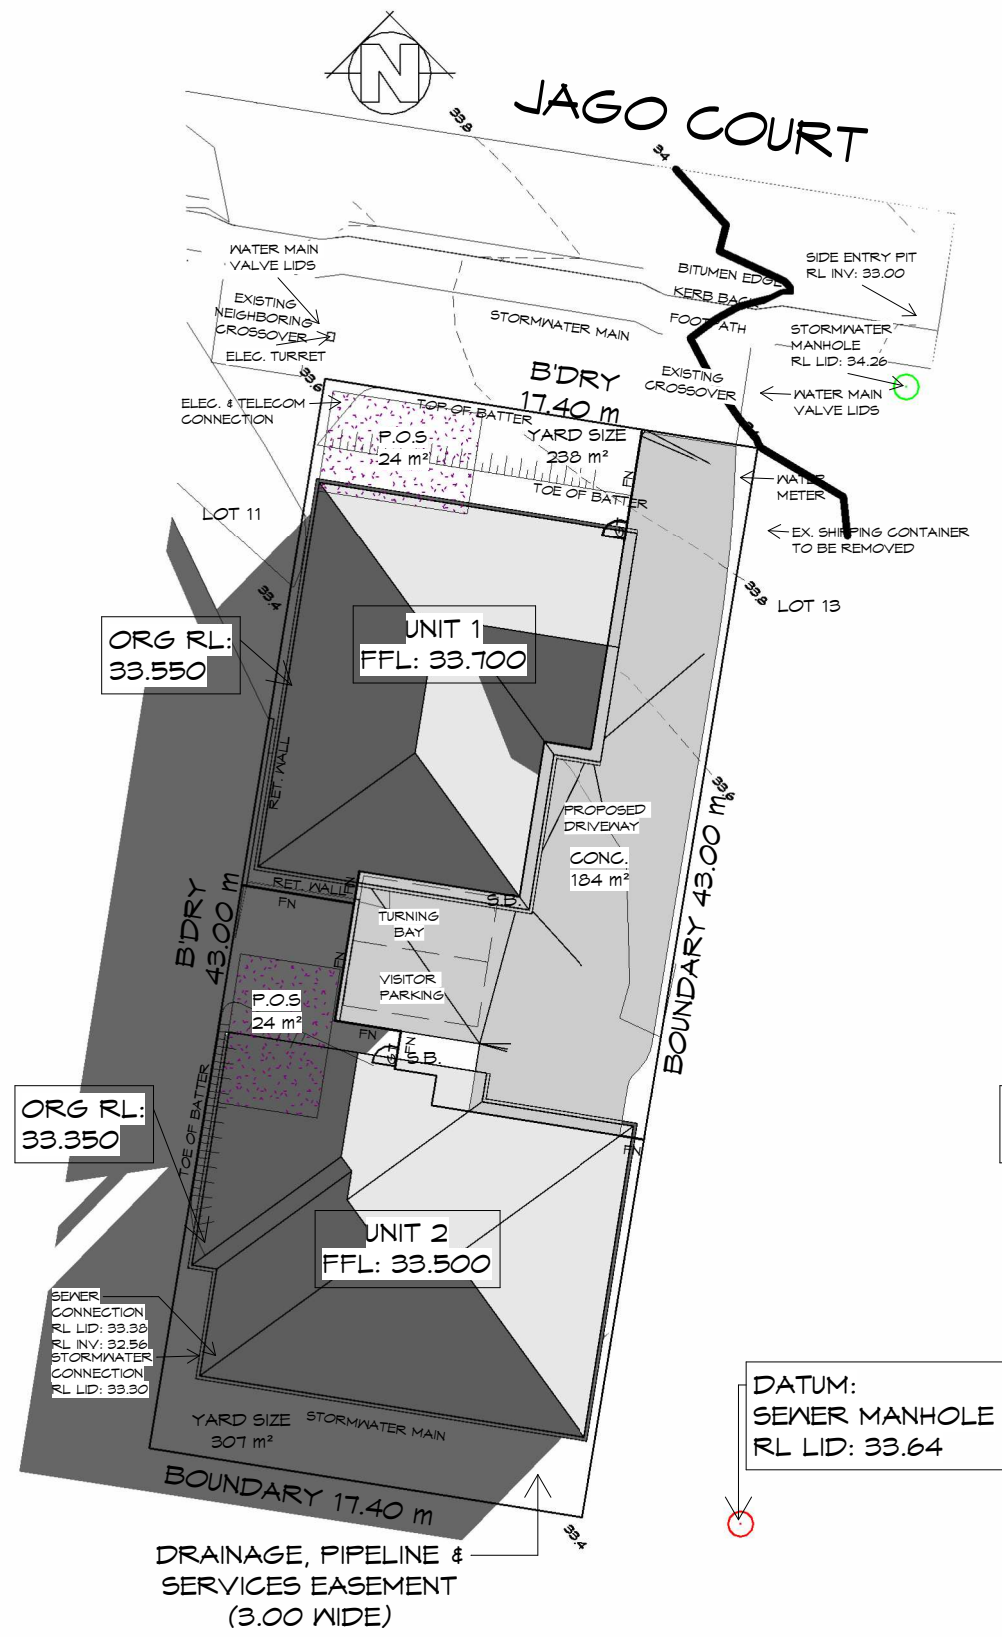 N
JAGO COURT
33.8
34
WATER MAIN
VALVE LIDS
SIDE ENTRY PIT
RL INV: 33.00
BITUMEN EDGE
KERB BACK
EXISTING
NEIGHBORING
CROSSOVER
STORMWATER MAIN
STORMWATER
MANHOLE
RL LID: 34.26
ELEC. TURRET
33.6
B'DRY
17.40 m
EXISTING
CROSSOVER
WATER MAIN
VALVE LIDS
ELEC. & TELECOM
CONNECTION
TOP OF BATTER
P.O.S
24 m²
YARD SIZE
238 m²
FN
WATER
METER
TOE OF BATTER
LOT 11
EX. SHIPPING CONTAINER
TO BE REMOVED
33.4
33.8
LOT 13
ORG RL:
33.550
UNIT 1
FFL: 33.700
RET. WALL
33.6
PROPOSED
DRIVEWAY
CONC.
184 m²
BOUNDARY 43.00 m
B'DRY
43.00 m
RET. WALL
FN
FN
S.B.
TURNING
BAY
FN
VISITOR
PARKING
P.O.S
24 m²
FN
FN
S.B.
TOE OF BATTER
ORG RL:
33.350
FN
UNIT 2
FFL: 33.500
SEWER
CONNECTION
RL LID: 33.38
RL INV: 32.56
STORMWATER
CONNECTION
RL LID: 33.30
YARD SIZE
307 m²
STORMWATER MAIN
BOUNDARY 17.40 m
DATUM:
SEWER MANHOLE
RL LID: 33.64
33.4
DRAINAGE, PIPELINE &
SERVICES EASEMENT
(3.00 WIDE)